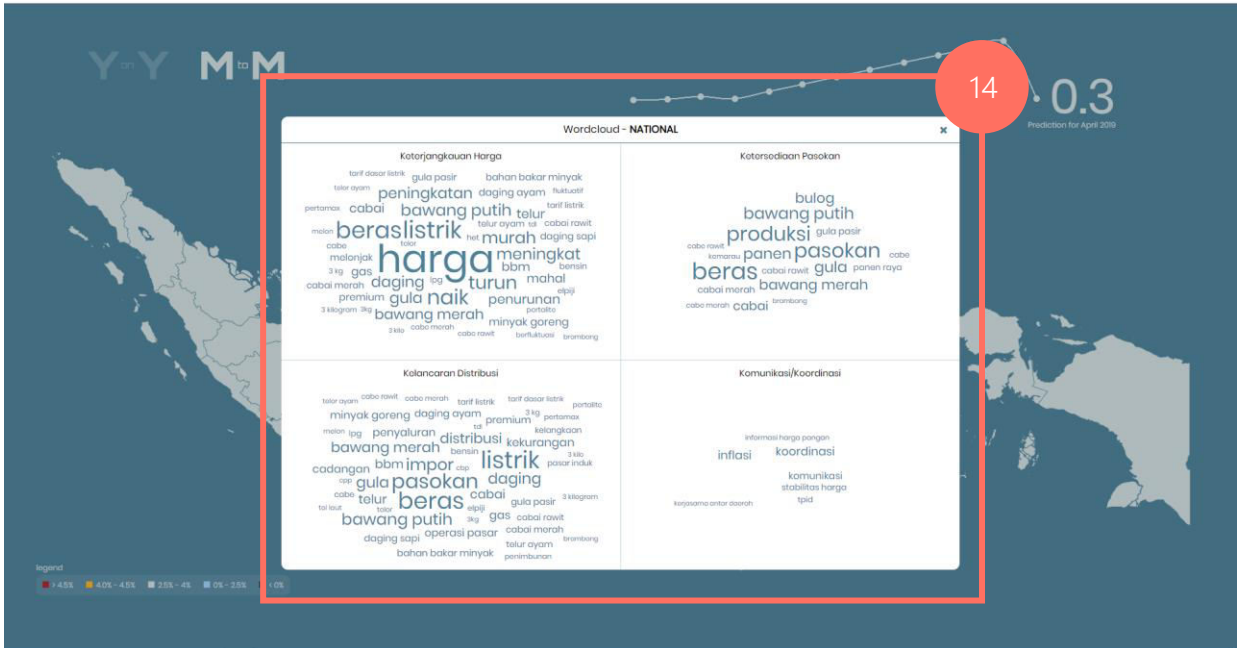 Y on Y M to M
14
0.3
Prediction for April 2019
Wordcloud - NATIONAL ×
Keterjangkauan Harga
tarif dasar listrik gula pasir bahan bakar minyak
telor ayam peningkatan daging ayam fluktuatif
pertamax cabai bawang putih telur tarif listrik
melon beras listrik telur ayam tdl cabai rawit
cabe telor het murah daging sapi
melonjak harga meningkat
3 kg gas bbm bensin
cabai merah daging lpg turun mahal
premium gula naik penurunan elpiji
3 kilogram 3kg bawang merah pertalite
3 kilo cabe merah minyak goreng
cabe rawit berfluktuasi brambang
Ketersediaan Pasokan
bulog
bawang putih
produksi gula pasir
cabe rawit kemarau panen pasokan cabe
beras cabai rawit gula panen raya
cabai merah bawang merah
cabe merah cabai brambang
Kelancaran Distribusi
telor ayam cabe rawit cabe merah tarif listrik tarif dasar listrik pertalite
minyak goreng daging ayam premium 3 kg pertamax
melon lpg penyaluran tdl distribusi kelangkaan
bawang merah bensin kekurangan
cadangan bbm impor cbp listrik 3 kilo pasar induk
cpp gula pasokan daging
cabe telur beras cabai gula pasir 3 kilogram
tol laut telor elpiji
bawang putih 3kg gas cabai rawit
daging sapi operasi pasar cabai merah
telur ayam brambang
bahan bakar minyak penimbunan
Komunikasi/Koordinasi
informasi harga pangan
inflasi koordinasi
komunikasi
stabilitas harga
kerjasama antar daerah tpid
legend
> 4.5% 4.0% - 4.5% 2.5% - 4% 0% - 2.5% < 0%